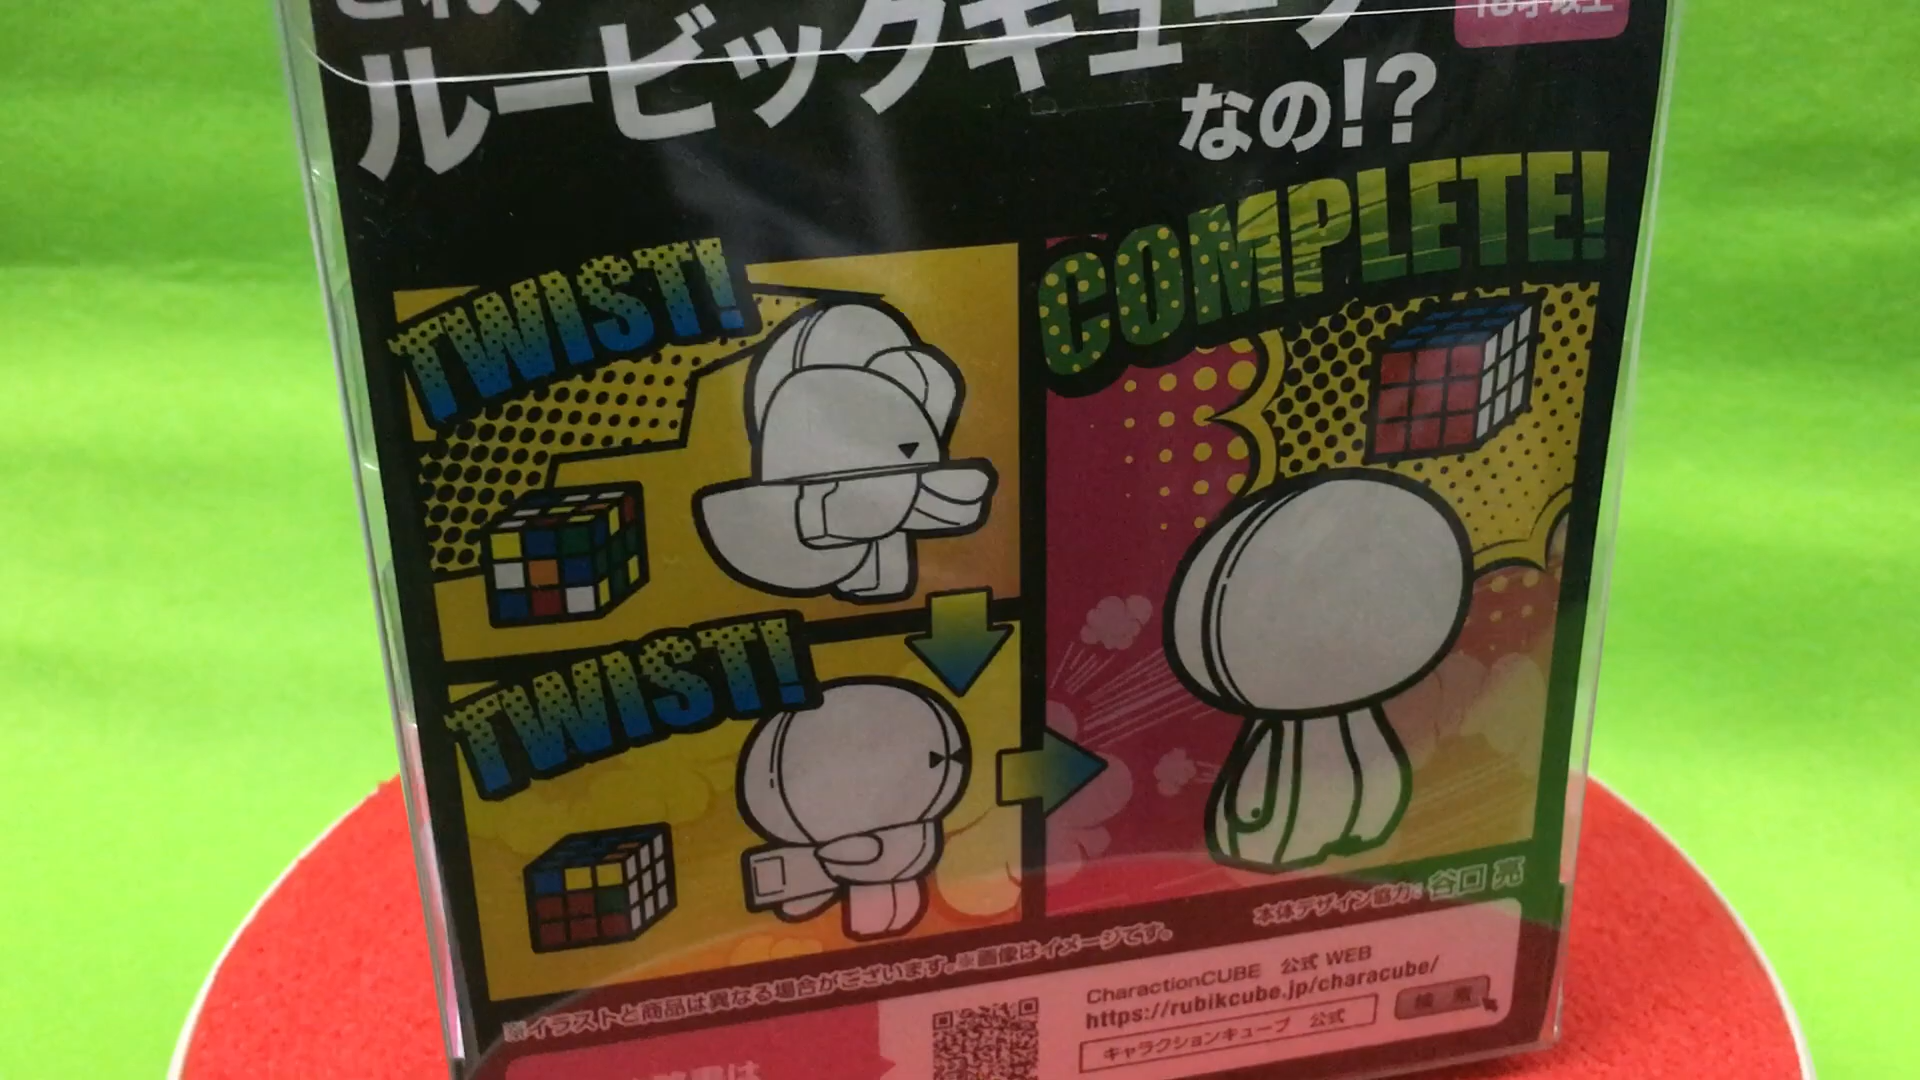 これ
ルービックキューブ
なの!?
TWIST!
COMPLETE!
TWIST!
本体デザイン協力：谷口 亮
※イラストと商品は異なる場合がございます。※画像はイメージです。
CharactionCUBE 公式 WEB
https://rubikcube.jp/characube/
キャラクションキューブ 公式
検 索